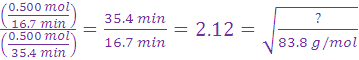 (0.500 mol / 16.7 min) / (0.500 mol / 35.4 min) = 35.4 min / 16.7 min = 2.12 = √(? / 83.8 g/mol)